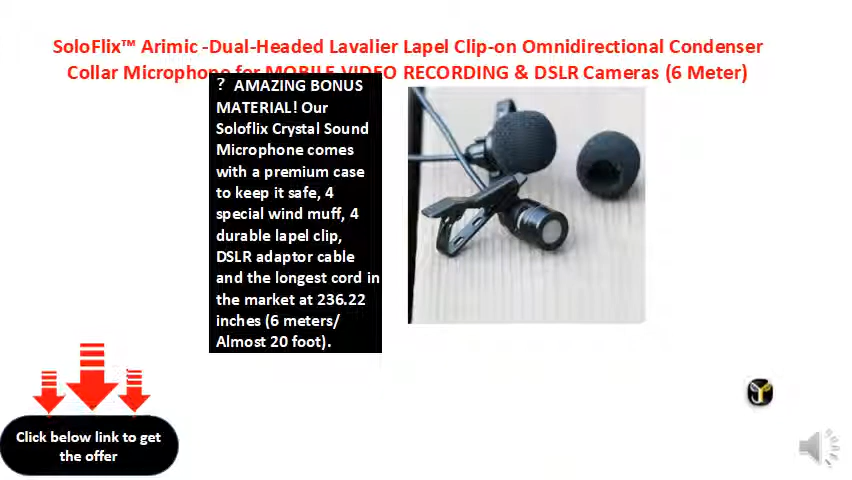 SoloFlix™ Arimic -Dual-Headed Lavalier Lapel Clip-on Omnidirectional Condenser
Collar Microphone for MOBILE VIDEO RECORDING & DSLR Cameras (6 Meter)
? AMAZING BONUS
MATERIAL! Our
Soloflix Crystal Sound
Microphone comes
with a premium case
to keep it safe, 4
special wind muff, 4
durable lapel clip,
DSLR adaptor cable
and the longest cord in
the market at 236.22
inches (6 meters/
Almost 20 foot).
Click below link to get
the offer